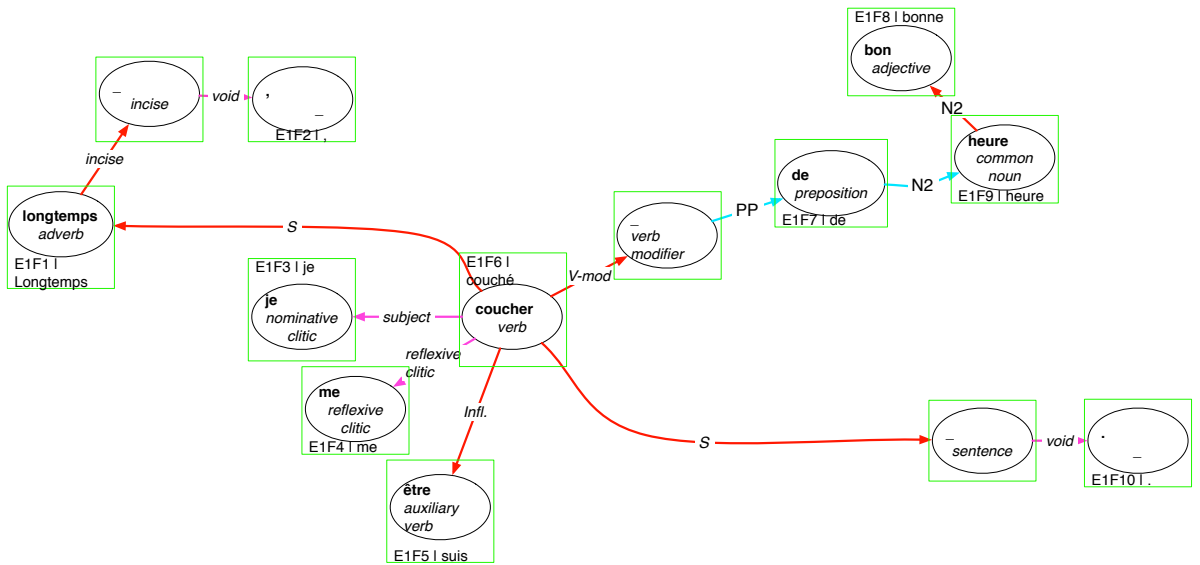 E1F8 | bonne
bon
adjective
N2
heure
common
noun
E1F9 | heure
_
incise
void
,
_
E1F2 | ,
incise
de
preposition
E1F7 | de
N2
PP
longtemps
adverb
E1F1 |
Longtemps
S
_
verb
modifier
V-mod
E1F6 |
couché
coucher
verb
E1F3 | je
je
nominative
clitic
subject
reflexive
clitic
me
reflexive
clitic
E1F4 | me
Infl.
S
_
sentence
void
.
_
E1F10 | .
être
auxiliary
verb
E1F5 | suis